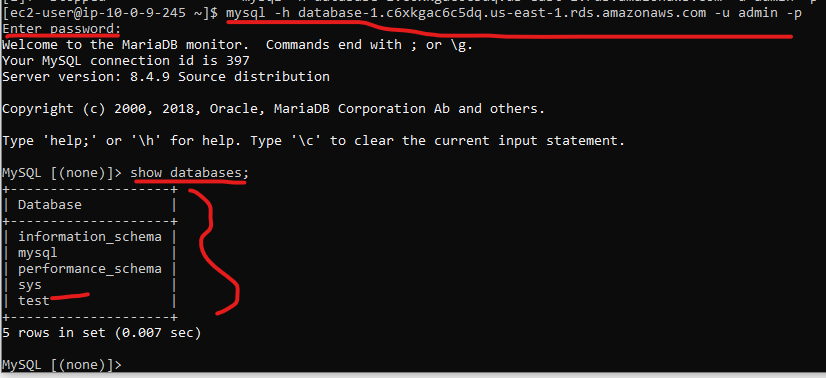 [ec2-user@ip-10-0-9-245 ~]$ mysql -h database-1.c6xkgac6c5dq.us-east-1.rds.amazonaws.com -u admin -p
Enter password:
Welcome to the MariaDB monitor.  Commands end with ; or \g.
Your MySQL connection id is 397
Server version: 8.4.9 Source distribution

Copyright (c) 2000, 2018, Oracle, MariaDB Corporation Ab and others.

Type 'help;' or '\h' for help. Type '\c' to clear the current input statement.

MySQL [(none)]> show databases;
+--------------------+
| Database           |
+--------------------+
| information_schema |
| mysql              |
| performance_schema |
| sys                |
| test               |
+--------------------+
5 rows in set (0.007 sec)

MySQL [(none)]>